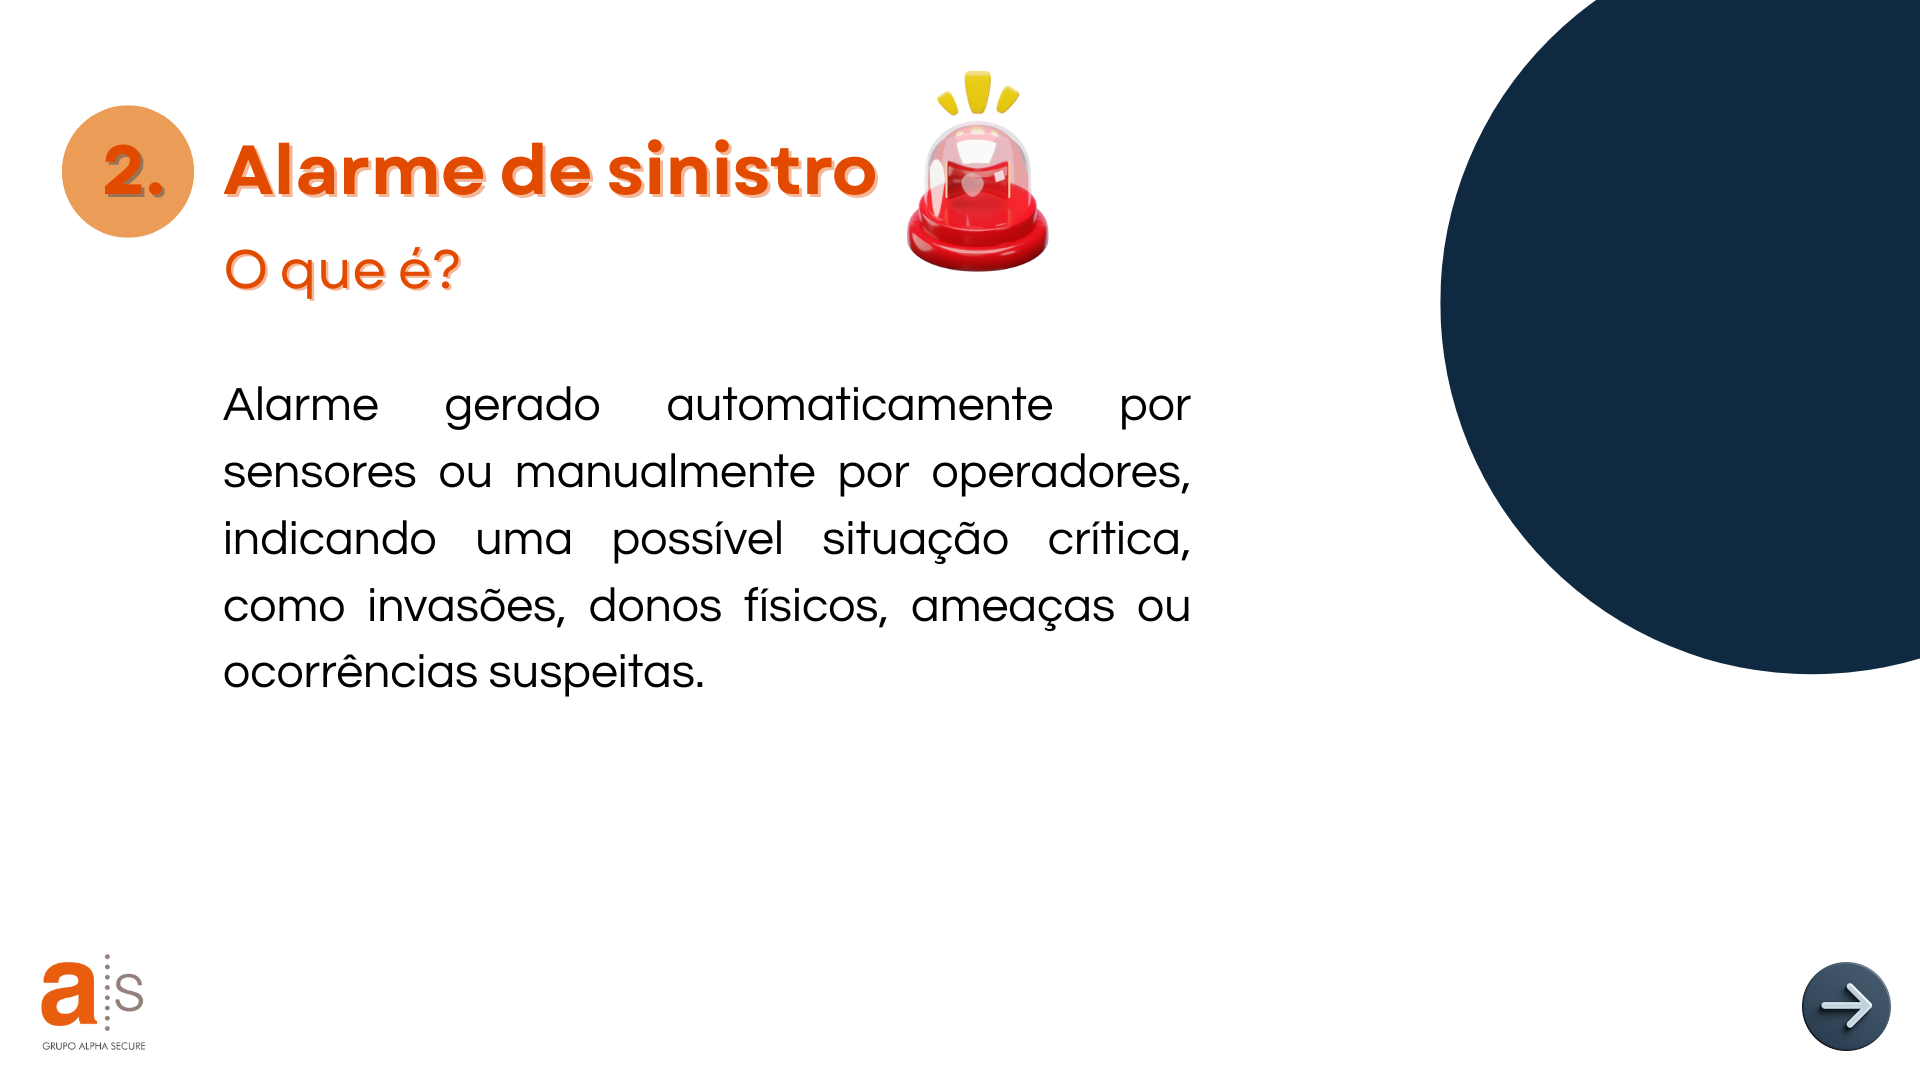 2. Alarme de sinistro
O que é?
Alarme gerado automaticamente por
sensores ou manualmente por operadores,
indicando uma possível situação crítica,
como invasões, donos físicos, ameaças ou
ocorrências suspeitas.
a s
GRUPO ALPHA SECURE